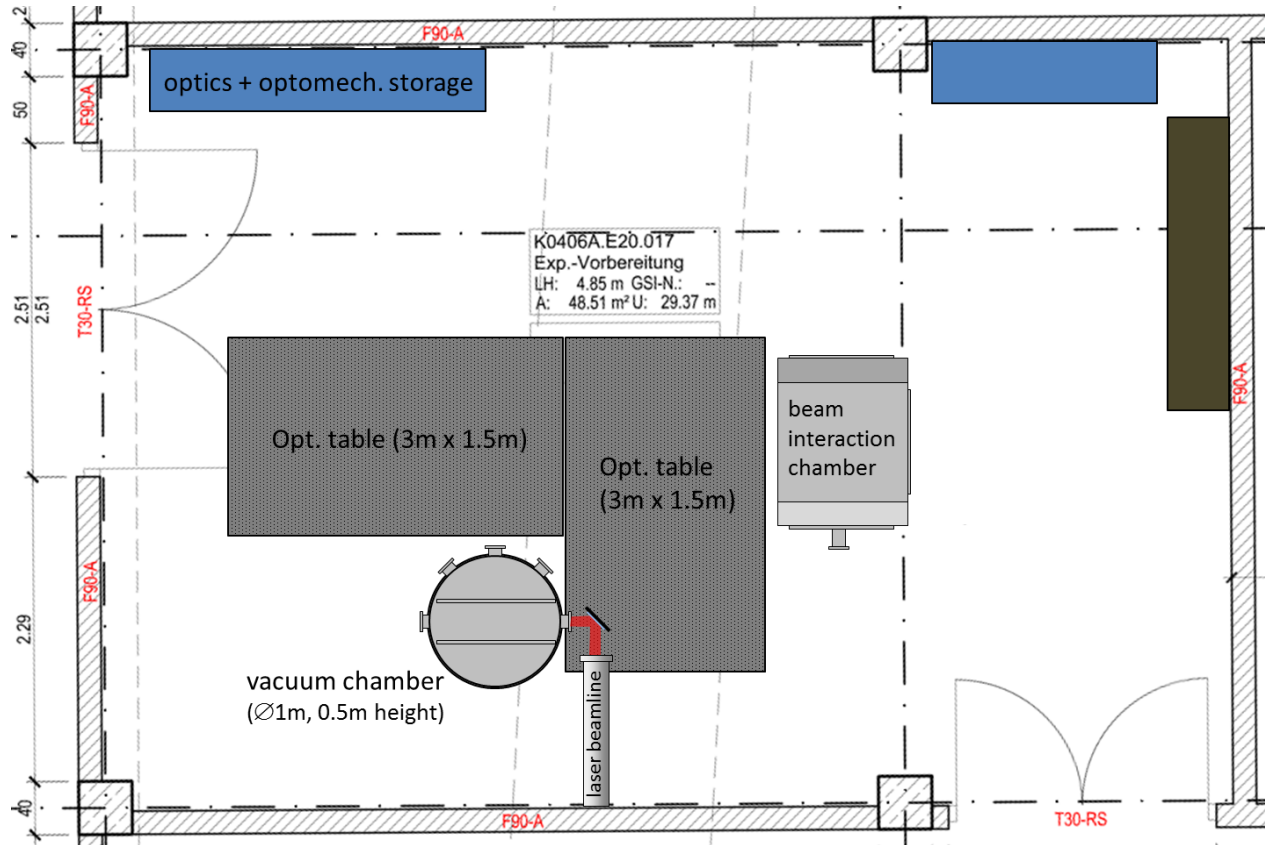 2
40
50
2.51
2.51
2.29
40
F90-A
F90-A
optics + optomech. storage
T30-RS
K0406A.E20.017
Exp.-Vorbereitung
LH: 4.85 m GSI-N.: --
A: 48.51 m² U: 29.37 m
F90-A
Opt. table (3m x 1.5m)
Opt. table
(3m x 1.5m)
beam
interaction
chamber
F90-A
vacuum chamber
(∅1m, 0.5m height)
laser beamline
F90-A
T30-RS